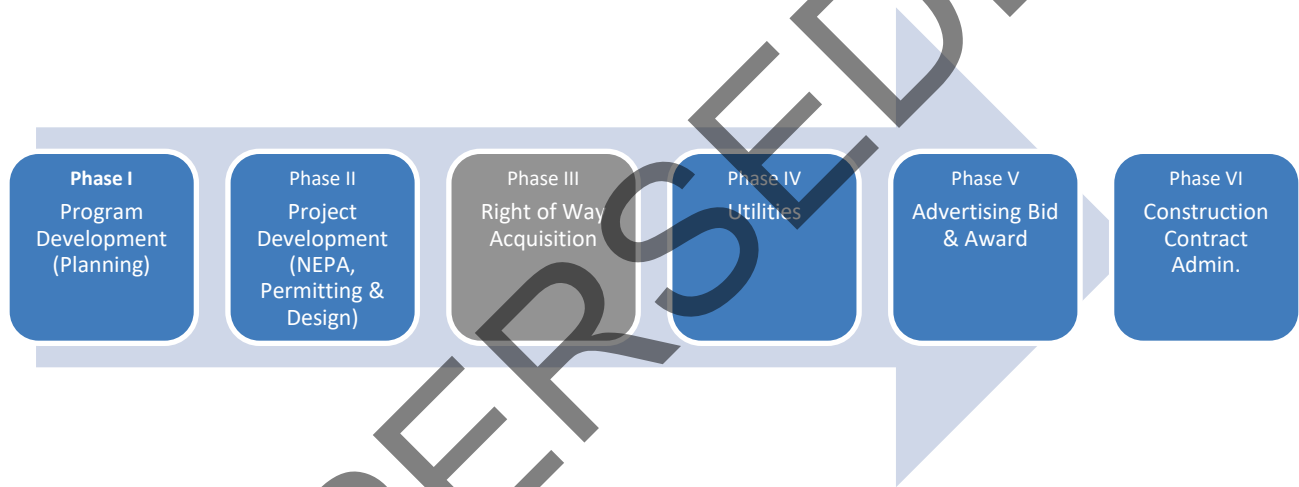 Phase I
Program
Development
(Planning)
Phase II
Project
Development
(NEPA,
Permitting &
Design)
Phase III
Right of Way
Acquisition
Phase IV
Utilities
Phase V
Advertising Bid
& Award
Phase VI
Construction
Contract
Admin.
PERSED